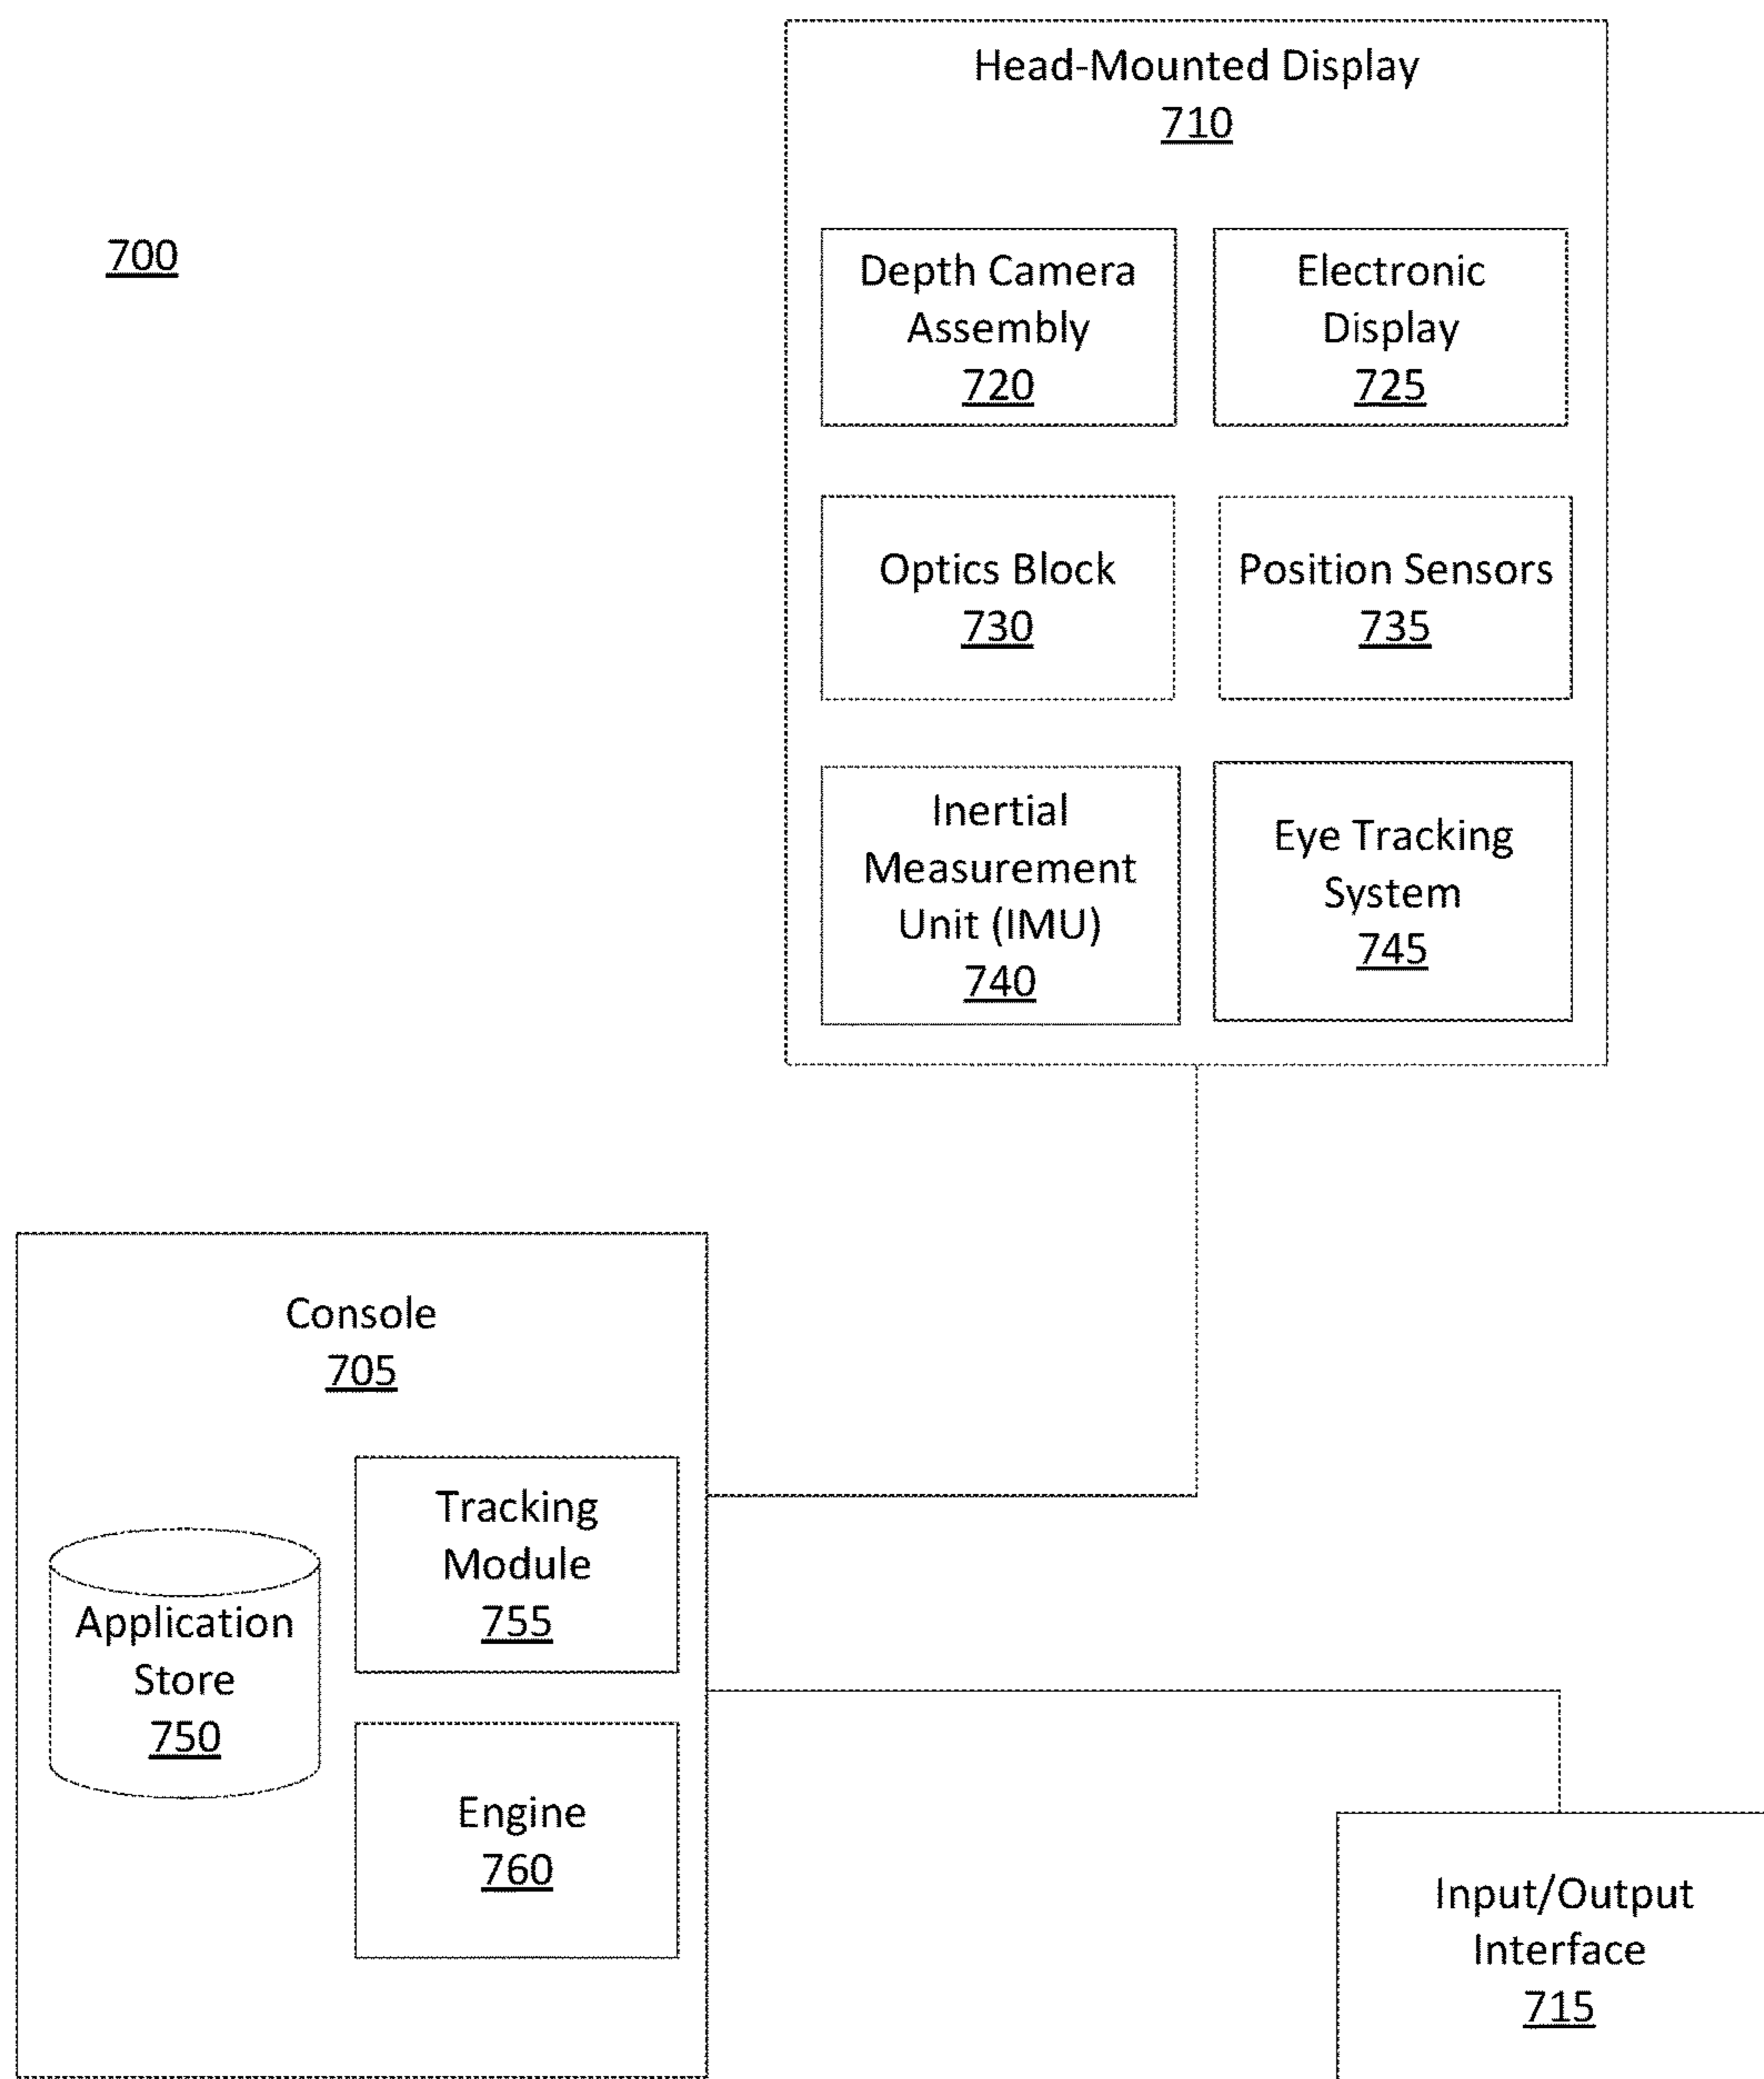 Head-Mounted Display
710
700
Depth Camera
Assembly
720
Electronic
Display
725
Optics Block
730
Position Sensors
735
Inertial
Measurement
Unit (IMU)
740
Eye Tracking
System
745
Console
705
Tracking
Module
755
Application
Store
750
Engine
760
Input/Output
Interface
715